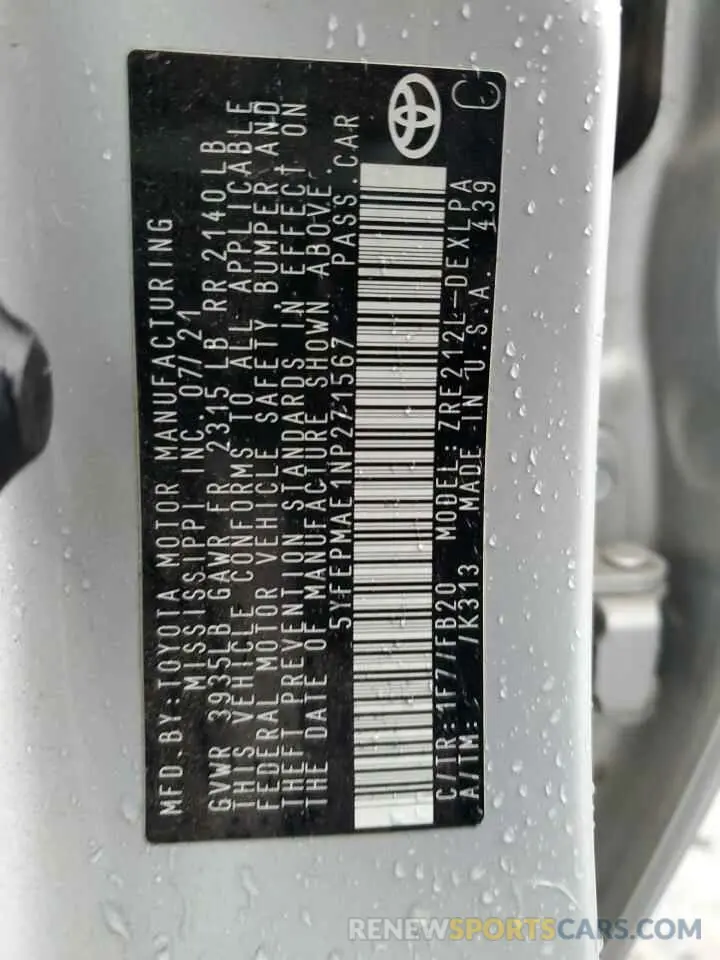 MFD.BY:TOYOTA MOTOR MANUFACTURING
MISSISSIPPI INC.07/21
GVWR 3935LB GAWR FR 2315 LB RR 2140 LB
THIS VEHICLE CONFORMS TO ALL APPLICABLE
FEDERAL MOTOR VEHICLE SAFETY, BUMPER AND
THEFT PREVENTION STANDARDS IN EFFECT ON
THE DATE OF MANUFACTURE SHOWN ABOVE.
5YFEPMAE1NP271567 PASS.CAR
C/TR:1F7/FB20 MODEL:ZRE212L-DEXLPA
A/TM: /K313 MADE IN U.S.A. 439
C
RENEWSPORTSCARS.COM